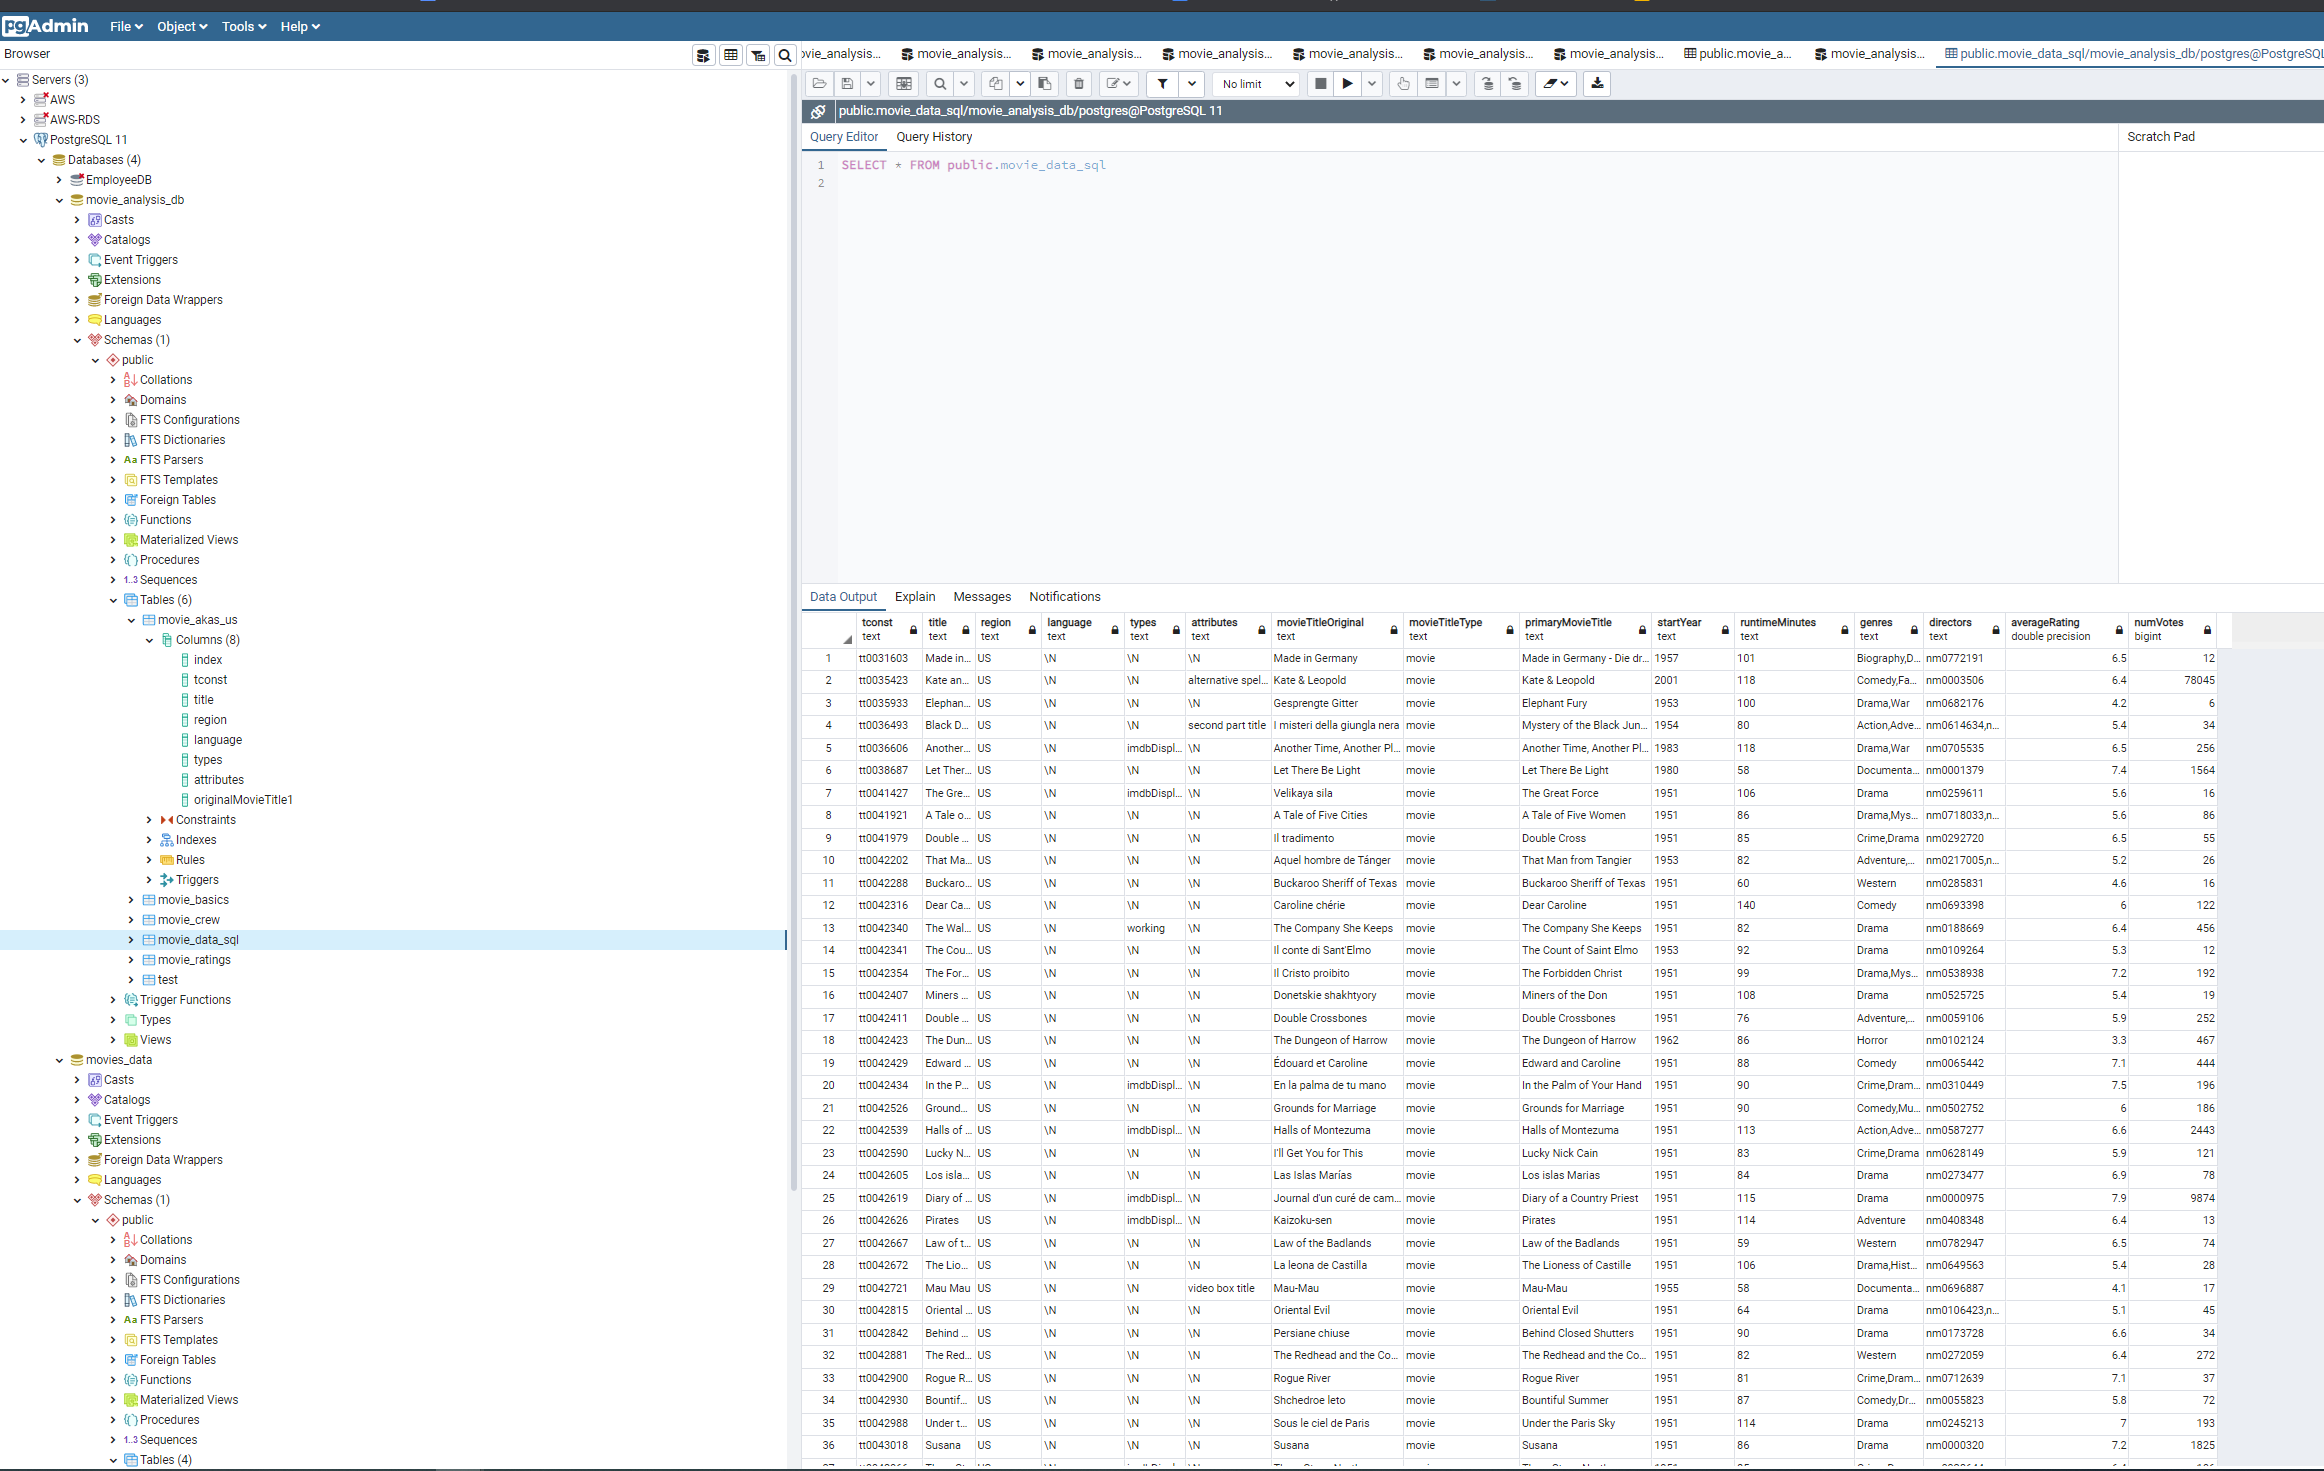 pgAdmin File Object Tools Help
Browser
Servers (3)
AWS
AWS-RDS
PostgreSQL 11
Databases (4)
EmployeeDB
movie_analysis_db
Casts
Catalogs
Event Triggers
Extensions
Foreign Data Wrappers
Languages
Schemas (1)
public
Collations
Domains
FTS Configurations
FTS Dictionaries
FTS Parsers
FTS Templates
Foreign Tables
Functions
Materialized Views
Procedures
Sequences
Tables (6)
movie_akas_us
Columns (8)
index
tconst
title
region
language
types
attributes
originalMovieTitle1
Constraints
Indexes
Rules
Triggers
movie_basics
movie_crew
movie_data_sql
movie_ratings
test
Trigger Functions
Types
Views
movies_data
Casts
Catalogs
Event Triggers
Extensions
Foreign Data Wrappers
Languages
Schemas (1)
public
Collations
Domains
FTS Configurations
FTS Dictionaries
FTS Parsers
FTS Templates
Foreign Tables
Functions
Materialized Views
Procedures
Sequences
Tables (4)
ovie_analysis... movie_analysis... movie_analysis... movie_analysis... movie_analysis... movie_analysis... movie_analysis... public.movie_a... movie_analysis... public.movie_data_sql/movie_analysis_db/postgres@PostgreSQL
No limit
public.movie_data_sql/movie_analysis_db/postgres@PostgreSQL 11
Query Editor Query History Scratch Pad
1 SELECT * FROM public.movie_data_sql
2
Data Output Explain Messages Notifications
tconst title region language types attributes movieTitleOriginal movieTitleType primaryMovieTitle startYear runtimeMinutes genres directors averageRating numVotes
text text text text text text text text text text text text text double precision bigint
1 tt0031603 Made in... US \N \N \N Made in Germany movie Made in Germany - Die dr... 1957 101 Biography,D... nm0772191 6.5 12
2 tt0035423 Kate an... US \N \N alternative spel... Kate & Leopold movie Kate & Leopold 2001 118 Comedy,Fa... nm0003506 6.4 78045
3 tt0035933 Elephan... US \N \N \N Gesprengte Gitter movie Elephant Fury 1953 100 Drama,War nm0682176 4.2 6
4 tt0036493 Black D... US \N \N second part title I misteri della giungla nera movie Mystery of the Black Jun... 1954 80 Action,Adve... nm0614634,n... 5.4 34
5 tt0036606 Another... US \N imdbDispl... \N Another Time, Another Pl... movie Another Time, Another Pl... 1983 118 Drama,War nm0705535 6.5 256
6 tt0038687 Let Ther... US \N \N \N Let There Be Light movie Let There Be Light 1980 58 Documenta... nm0001379 7.4 1564
7 tt0041427 The Gre... US \N imdbDispl... \N Velikaya sila movie The Great Force 1951 106 Drama nm0259611 5.6 16
8 tt0041921 A Tale o... US \N \N \N A Tale of Five Cities movie A Tale of Five Women 1951 86 Drama,Mys... nm0718033,n... 5.6 86
9 tt0041979 Double ... US \N \N \N Il tradimento movie Double Cross 1951 85 Crime,Drama nm0292720 6.5 55
10 tt0042202 That Ma... US \N \N \N Aquel hombre de Tánger movie That Man from Tangier 1953 82 Adventure,... nm0217005,n... 5.2 26
11 tt0042288 Buckaro... US \N \N \N Buckaroo Sheriff of Texas movie Buckaroo Sheriff of Texas 1951 60 Western nm0285831 4.6 16
12 tt0042316 Dear Ca... US \N \N \N Caroline chérie movie Dear Caroline 1951 140 Comedy nm0693398 6 122
13 tt0042340 The Wal... US \N working \N The Company She Keeps movie The Company She Keeps 1951 82 Drama nm0188669 6.4 456
14 tt0042341 The Cou... US \N \N \N Il conte di Sant'Elmo movie The Count of Saint Elmo 1953 92 Drama nm0109264 5.3 12
15 tt0042354 The For... US \N \N \N Il Cristo proibito movie The Forbidden Christ 1951 99 Drama,Mys... nm0538938 7.2 192
16 tt0042407 Miners ... US \N \N \N Donetskie shakhtyory movie Miners of the Don 1951 108 Drama nm0525725 5.4 19
17 tt0042411 Double ... US \N \N \N Double Crossbones movie Double Crossbones 1951 76 Adventure,... nm0059106 5.9 252
18 tt0042423 The Dun... US \N \N \N The Dungeon of Harrow movie The Dungeon of Harrow 1962 86 Horror nm0102124 3.3 467
19 tt0042429 Edward ... US \N \N \N Édouard et Caroline movie Edward and Caroline 1951 88 Comedy nm0065442 7.1 444
20 tt0042434 In the P... US \N imdbDispl... \N En la palma de tu mano movie In the Palm of Your Hand 1951 90 Crime,Dram... nm0310449 7.5 196
21 tt0042526 Ground... US \N \N \N Grounds for Marriage movie Grounds for Marriage 1951 90 Comedy,Mu... nm0502752 6 186
22 tt0042539 Halls of ... US \N imdbDispl... \N Halls of Montezuma movie Halls of Montezuma 1951 113 Action,Adve... nm0587277 6.6 2443
23 tt0042590 Lucky N... US \N \N \N I'll Get You for This movie Lucky Nick Cain 1951 83 Crime,Drama nm0628149 5.9 121
24 tt0042605 Los isla... US \N \N \N Las Islas Marías movie Los islas Marias 1951 84 Drama nm0273477 6.9 78
25 tt0042619 Diary of ... US \N imdbDispl... \N Journal d'un curé de cam... movie Diary of a Country Priest 1951 115 Drama nm0000975 7.9 9874
26 tt0042626 Pirates US \N imdbDispl... \N Kaizoku-sen movie Pirates 1951 114 Adventure nm0408348 6.4 13
27 tt0042667 Law of t... US \N \N \N Law of the Badlands movie Law of the Badlands 1951 59 Western nm0782947 6.5 74
28 tt0042672 The Lio... US \N \N \N La leona de Castilla movie The Lioness of Castille 1951 106 Drama,Hist... nm0649563 5.4 28
29 tt0042721 Mau Mau US \N \N video box title Mau-Mau movie Mau-Mau 1955 58 Documenta... nm0696887 4.1 17
30 tt0042815 Oriental ... US \N \N \N Oriental Evil movie Oriental Evil 1951 64 Drama nm0106423,n... 5.1 45
31 tt0042842 Behind ... US \N \N \N Persiane chiuse movie Behind Closed Shutters 1951 90 Drama nm0173728 6.6 34
32 tt0042881 The Red... US \N \N \N The Redhead and the Co... movie The Redhead and the Co... 1951 82 Western nm0272059 6.4 272
33 tt0042900 Rogue R... US \N \N \N Rogue River movie Rogue River 1951 81 Crime,Dram... nm0712639 7.1 37
34 tt0042930 Bountif... US \N \N \N Shchedroe leto movie Bountiful Summer 1951 87 Comedy,Dr... nm0055823 5.8 72
35 tt0042988 Under t... US \N \N \N Sous le ciel de Paris movie Under the Paris Sky 1951 114 Drama nm0245213 7 193
36 tt0043018 Susana US \N \N \N Susana movie Susana 1951 86 Drama nm0000320 7.2 1825